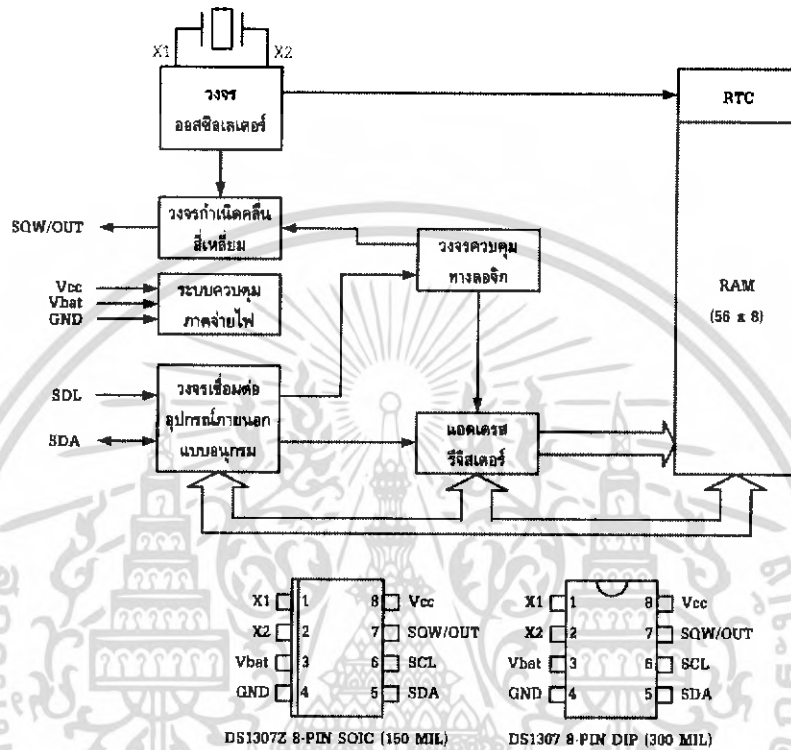 X1 X2
วงจร
ออสซิลเลเตอร์
RTC
SQW/OUT
วงจรกำเนิดคลื่น
สี่เหลี่ยม
วงจรควบคุม
ทางลอจิก
Vcc
Vbat
GND
ระบบควบคุม
ภาคจ่ายไฟ
RAM
(56 x 8)
SDL
SDA
วงจรเชื่อมต่อ
อุปกรณ์ภายนอก
แบบอนุกรม
แอดเดรส
รีจิสเตอร์
X1 1 8 Vcc
X2 2 7 SQW/OUT
Vbat 3 6 SCL
GND 4 5 SDA
DS1307Z 8-PIN SOIC (150 MIL)
X1 1 8 Vcc
X2 2 7 SQW/OUT
Vbat 3 6 SCL
GND 4 5 SDA
DS1307 8-PIN DIP (300 MIL)